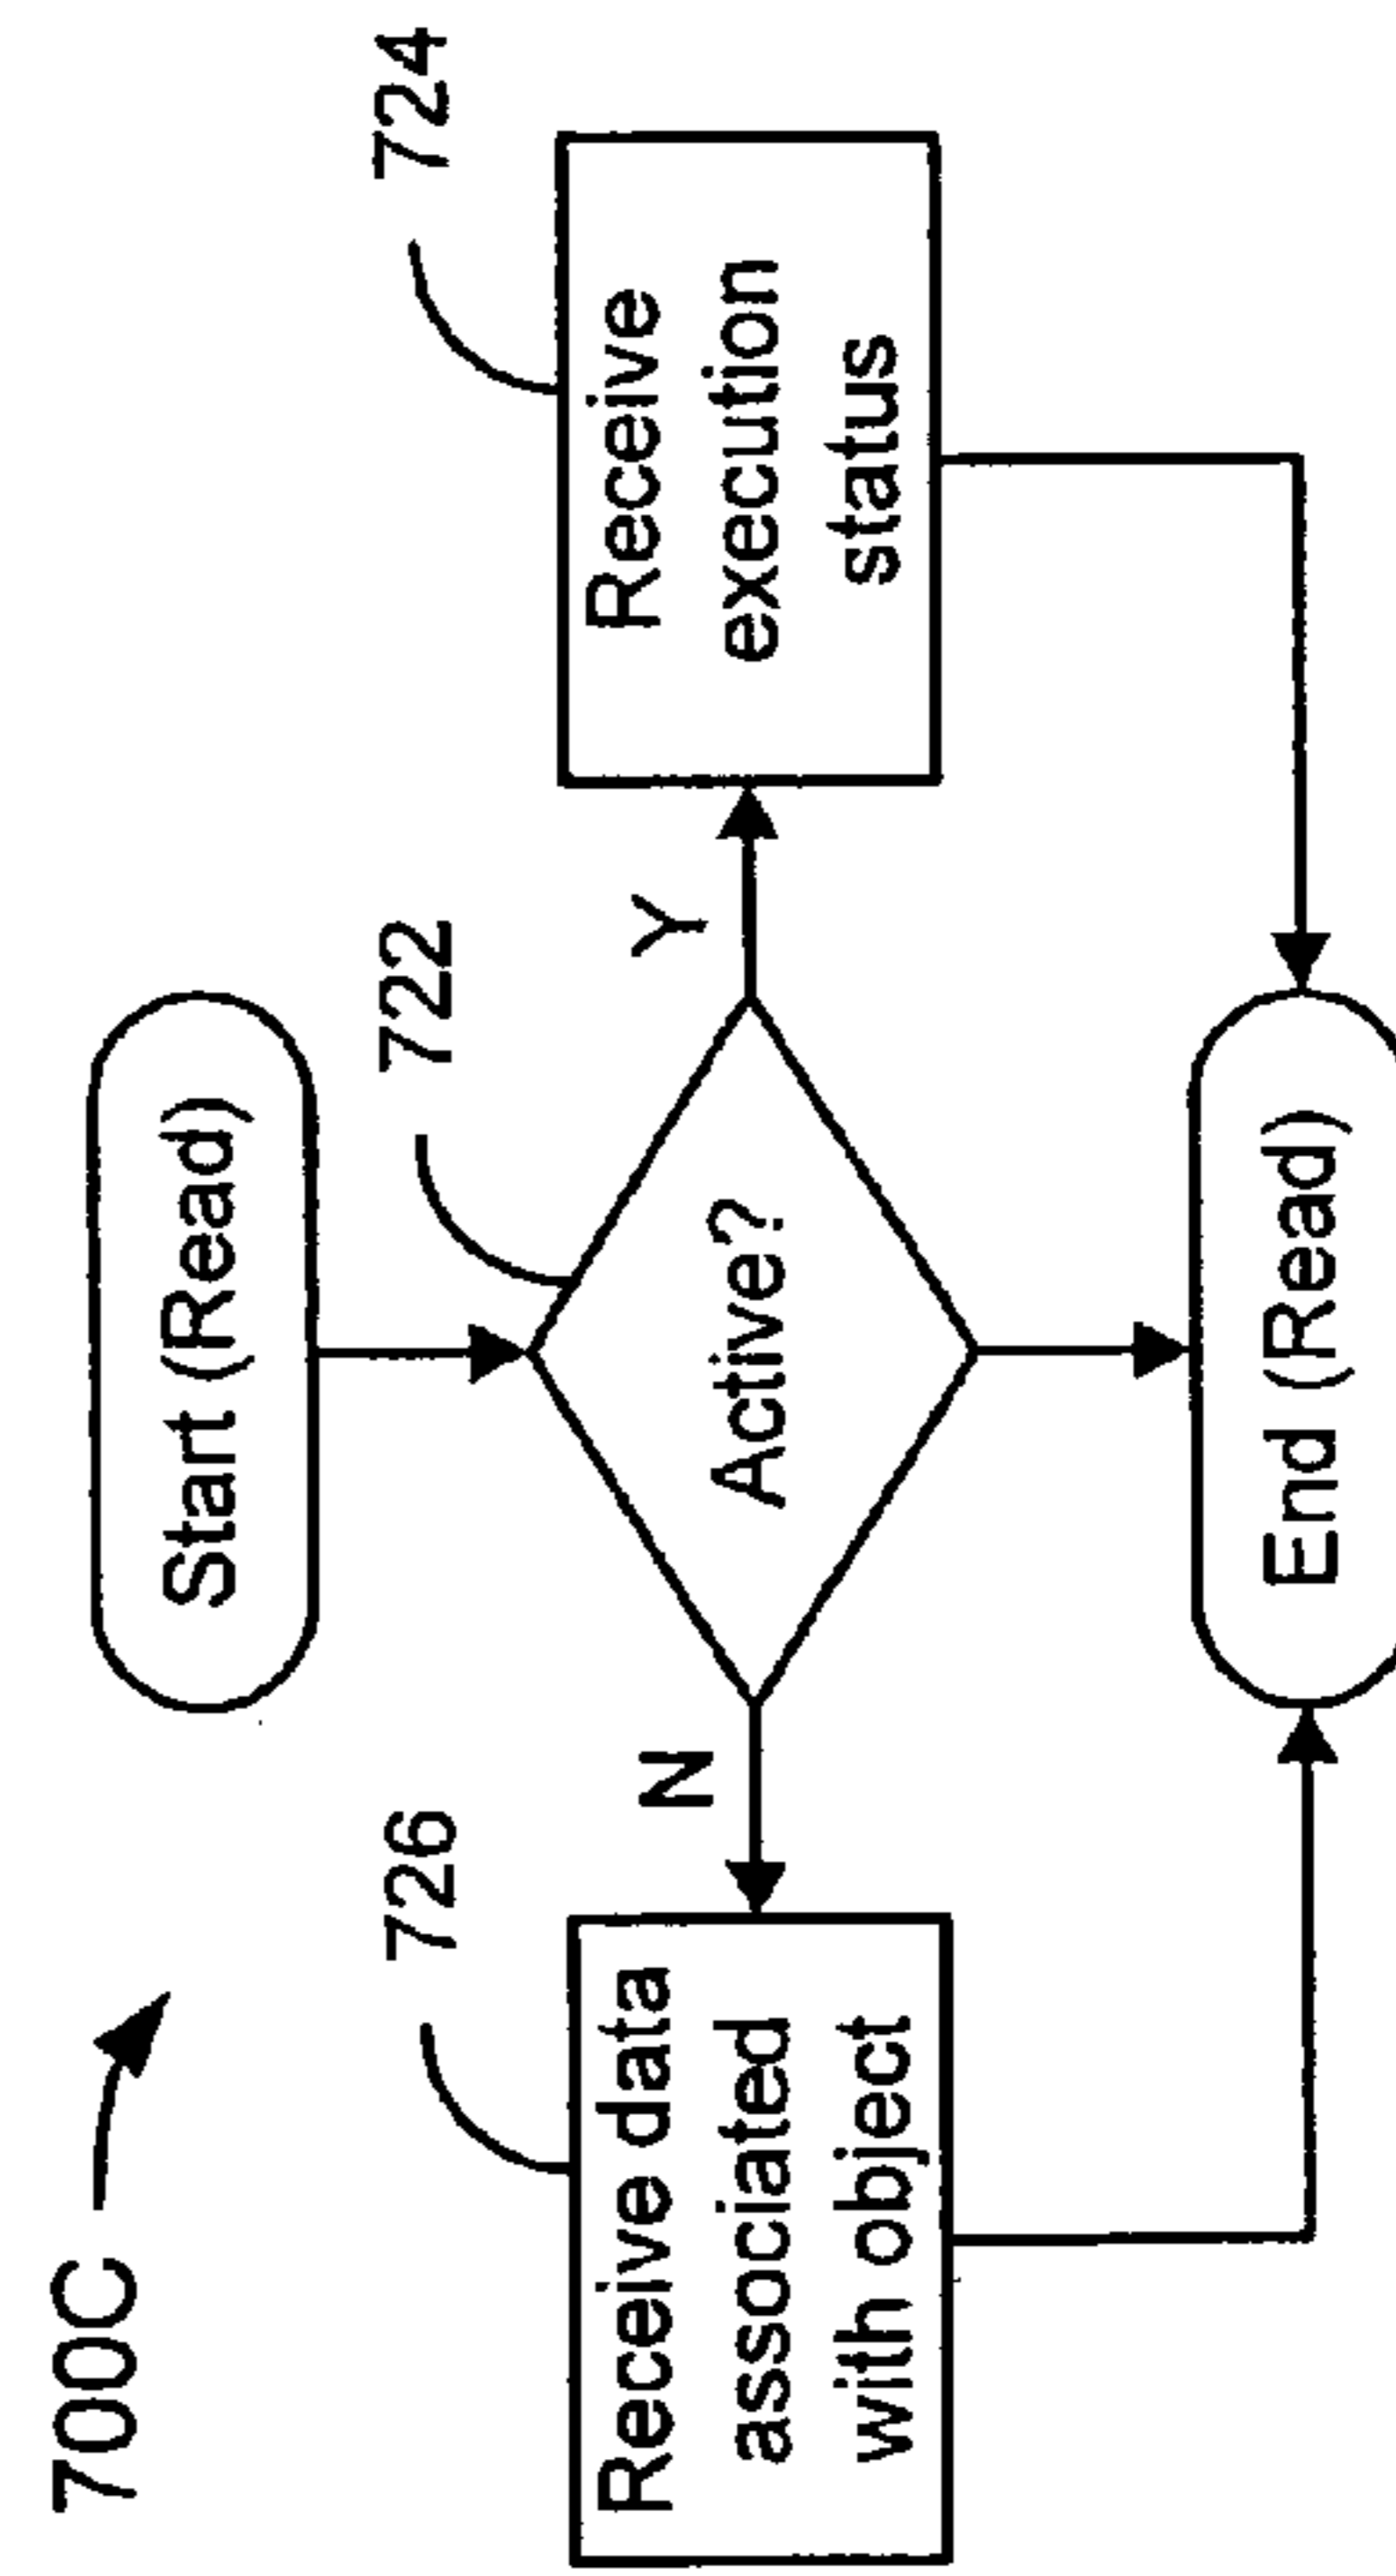 700C
Start (Read)
726
722
724
N
Y
Receive data
associated
with object
Active?
Receive
execution
status
End (Read)